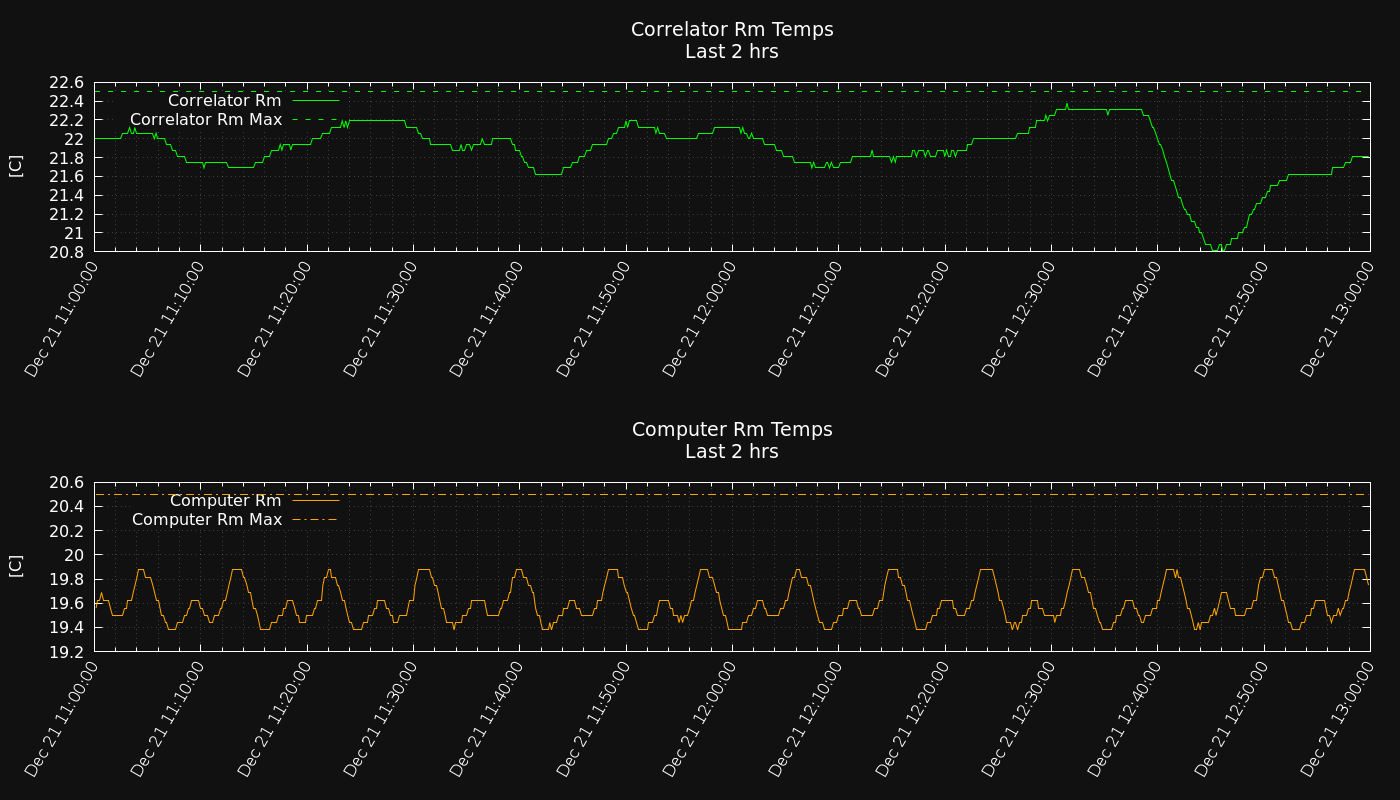 Correlator Rm Temps
Last 2 hrs
22.6
22.4
22.2
22
21.8
21.6
21.4
21.2
21
20.8
[C]
Correlator Rm
Correlator Rm Max
Dec 21 11:00:00
Dec 21 11:10:00
Dec 21 11:20:00
Dec 21 11:30:00
Dec 21 11:40:00
Dec 21 11:50:00
Dec 21 12:00:00
Dec 21 12:10:00
Dec 21 12:20:00
Dec 21 12:30:00
Dec 21 12:40:00
Dec 21 12:50:00
Dec 21 13:00:00
Computer Rm Temps
Last 2 hrs
20.6
20.4
20.2
20
19.8
19.6
19.4
19.2
[C]
Computer Rm
Computer Rm Max
Dec 21 11:00:00
Dec 21 11:10:00
Dec 21 11:20:00
Dec 21 11:30:00
Dec 21 11:40:00
Dec 21 11:50:00
Dec 21 12:00:00
Dec 21 12:10:00
Dec 21 12:20:00
Dec 21 12:30:00
Dec 21 12:40:00
Dec 21 12:50:00
Dec 21 13:00:00